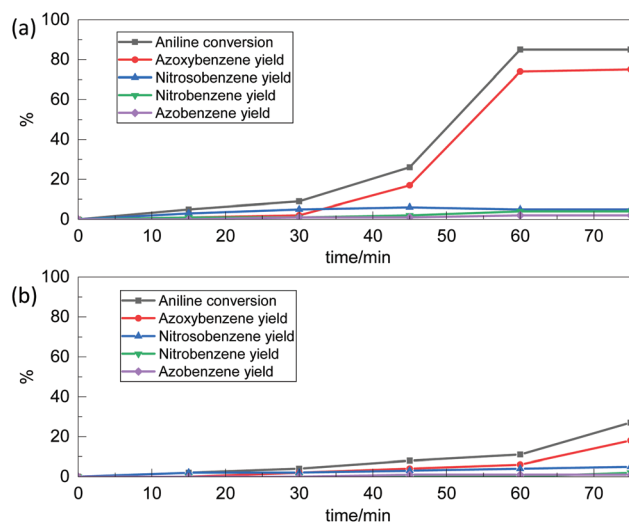 (a)
100
80
60
40
20
0
%
Aniline conversion
Azoxybenzene yield
Nitrosobenzene yield
Nitrobenzene yield
Azobenzene yield
0 10 20 30 40 50 60 70
time/min
(b)
100
80
60
40
20
0
%
Aniline conversion
Azoxybenzene yield
Nitrosobenzene yield
Nitrobenzene yield
Azobenzene yield
0 10 20 30 40 50 60 70
time/min